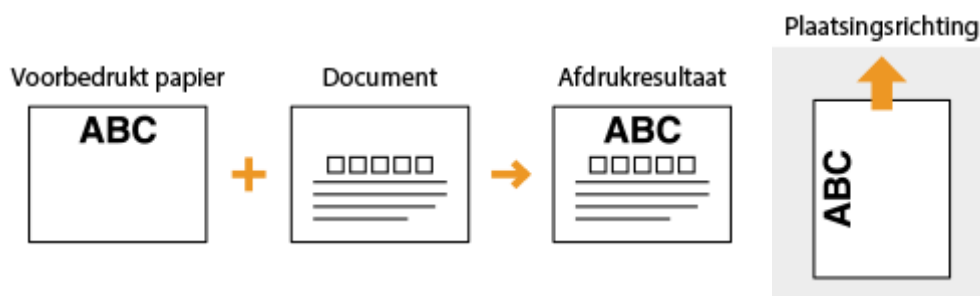 Plaatsingsrichting
Voorbedrukt papier
Document
Afdrukresultaat
ABC
ABC
ABC